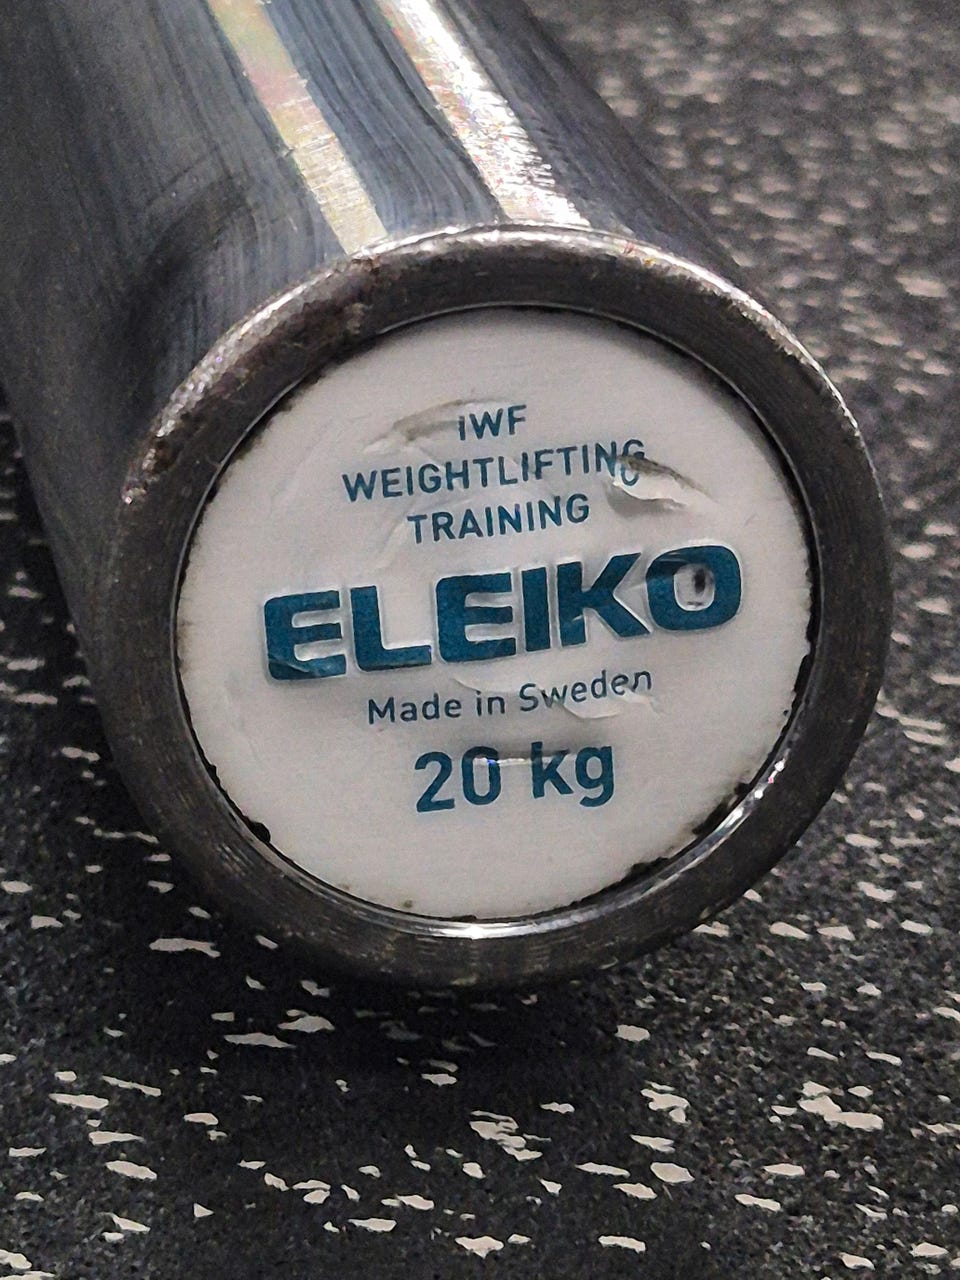 IWF
WEIGHTLIFTING
TRAINING
ELEIKO
Made in Sweden
20 kg